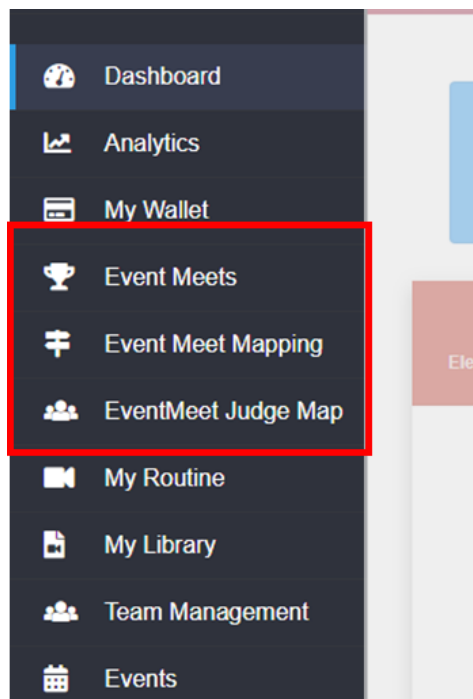 Dashboard
Analytics
My Wallet
Event Meets
Event Meet Mapping
EventMeet Judge Map
My Routine
My Library
Team Management
Events
Ele